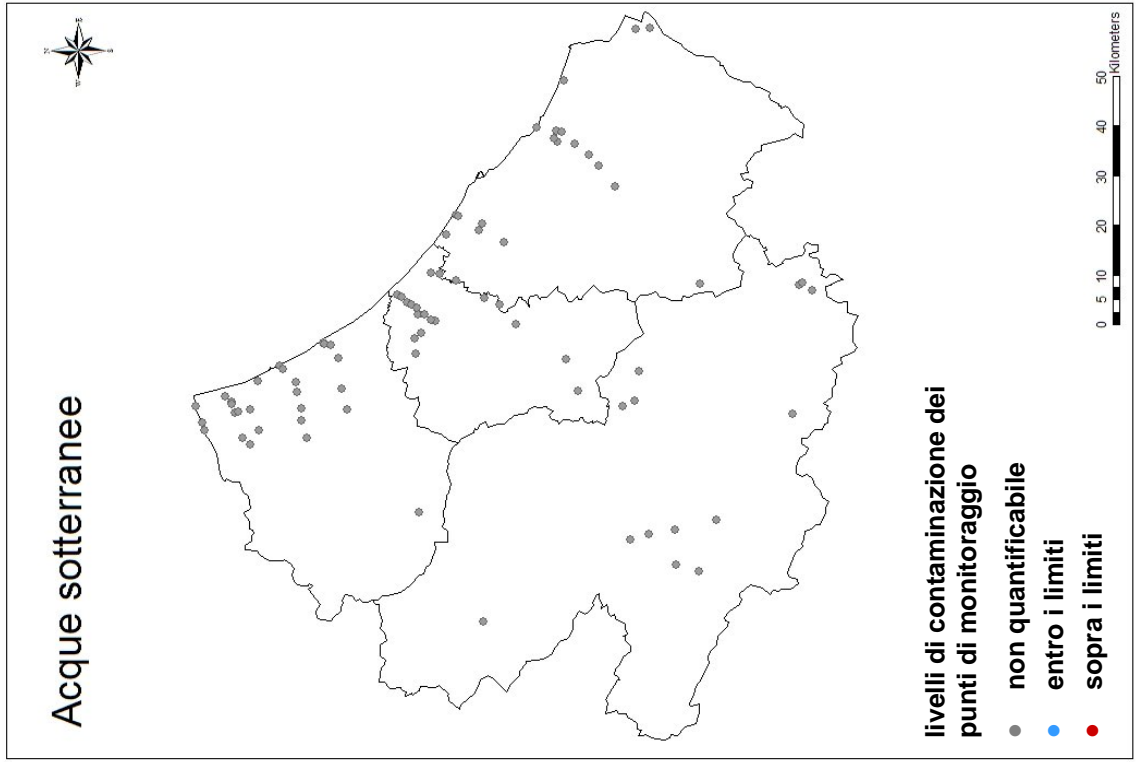 Acque sotterranee
N
E
S
W
livelli di contaminazione dei
punti di monitoraggio
non quantificabile
entro i limiti
sopra i limiti
0 5 10 20 30 40 50
Kilometers